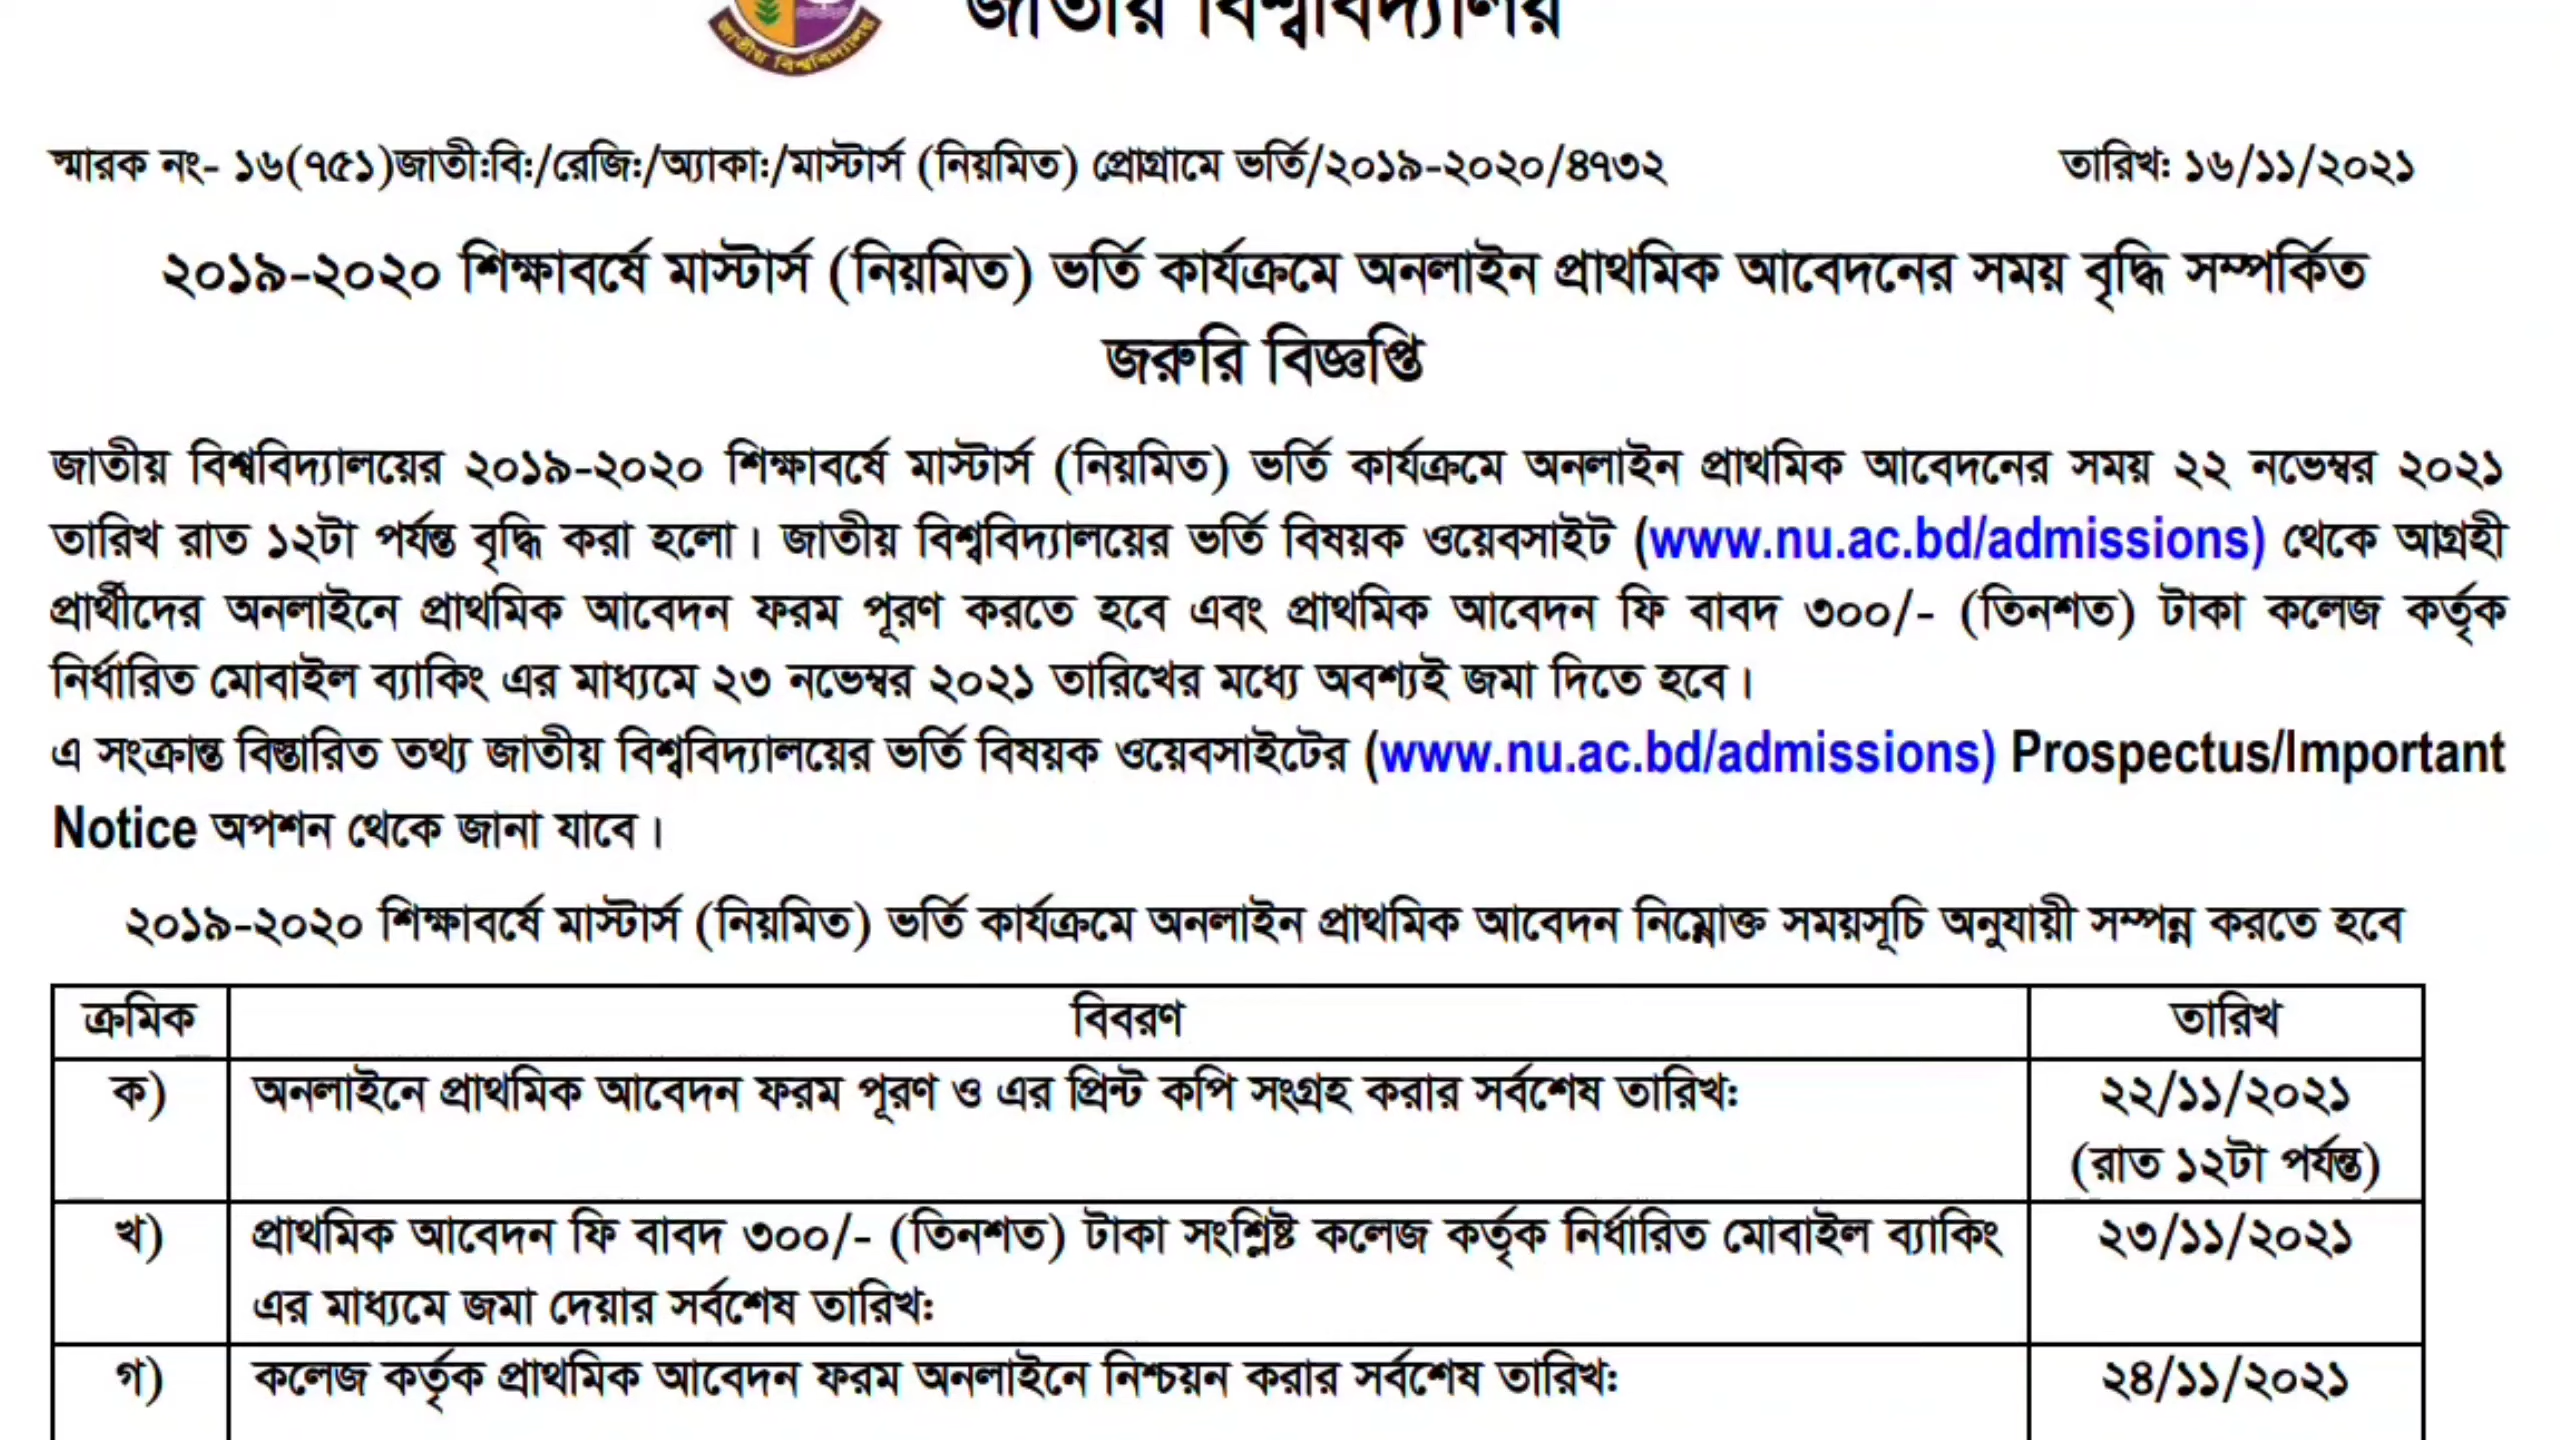 জাতীয় বিশ্ববিদ্যালয়
জাতীয় বিশ্ববিদ্যালয়
স্মারক নং- ১৬(৭৫১)জাতী:বি:/রেজি:/অ্যাকা:/মাস্টার্স (নিয়মিত) প্রোগ্রামে ভর্তি/২০১৯-২০২০/৪৭৩২ তারিখ: ১৬/১১/২০২১
২০১৯-২০২০ শিক্ষাবর্ষে মাস্টার্স (নিয়মিত) ভর্তি কার্যক্রমে অনলাইন প্রাথমিক আবেদনের সময় বৃদ্ধি সম্পর্কিত
জরুরি বিজ্ঞপ্তি
জাতীয় বিশ্ববিদ্যালয়ের ২০১৯-২০২০ শিক্ষাবর্ষে মাস্টার্স (নিয়মিত) ভর্তি কার্যক্রমে অনলাইন প্রাথমিক আবেদনের সময় ২২ নভেম্বর ২০২১
তারিখ রাত ১২টা পর্যন্ত বৃদ্ধি করা হলো। জাতীয় বিশ্ববিদ্যালয়ের ভর্তি বিষয়ক ওয়েবসাইট (www.nu.ac.bd/admissions) থেকে আগ্রহী
প্রার্থীদের অনলাইনে প্রাথমিক আবেদন ফরম পূরণ করতে হবে এবং প্রাথমিক আবেদন ফি বাবদ ৩০০/- (তিনশত) টাকা কলেজ কর্তৃক
নির্ধারিত মোবাইল ব্যাকিং এর মাধ্যমে ২৩ নভেম্বর ২০২১ তারিখের মধ্যে অবশ্যই জমা দিতে হবে।
এ সংক্রান্ত বিস্তারিত তথ্য জাতীয় বিশ্ববিদ্যালয়ের ভর্তি বিষয়ক ওয়েবসাইটের (www.nu.ac.bd/admissions) Prospectus/Important
Notice অপশন থেকে জানা যাবে।
২০১৯-২০২০ শিক্ষাবর্ষে মাস্টার্স (নিয়মিত) ভর্তি কার্যক্রমে অনলাইন প্রাথমিক আবেদন নিম্নোক্ত সময়সূচি অনুযায়ী সম্পন্ন করতে হবে
ক্রমিক বিবরণ তারিখ
ক) অনলাইনে প্রাথমিক আবেদন ফরম পূরণ ও এর প্রিন্ট কপি সংগ্রহ করার সর্বশেষ তারিখ: ২২/১১/২০২১
(রাত ১২টা পর্যন্ত)
খ) প্রাথমিক আবেদন ফি বাবদ ৩০০/- (তিনশত) টাকা সংশ্লিষ্ট কলেজ কর্তৃক নির্ধারিত মোবাইল ব্যাকিং ২৩/১১/২০২১
এর মাধ্যমে জমা দেয়ার সর্বশেষ তারিখ:
গ) কলেজ কর্তৃক প্রাথমিক আবেদন ফরম অনলাইনে নিশ্চয়ন করার সর্বশেষ তারিখ: ২৪/১১/২০২১